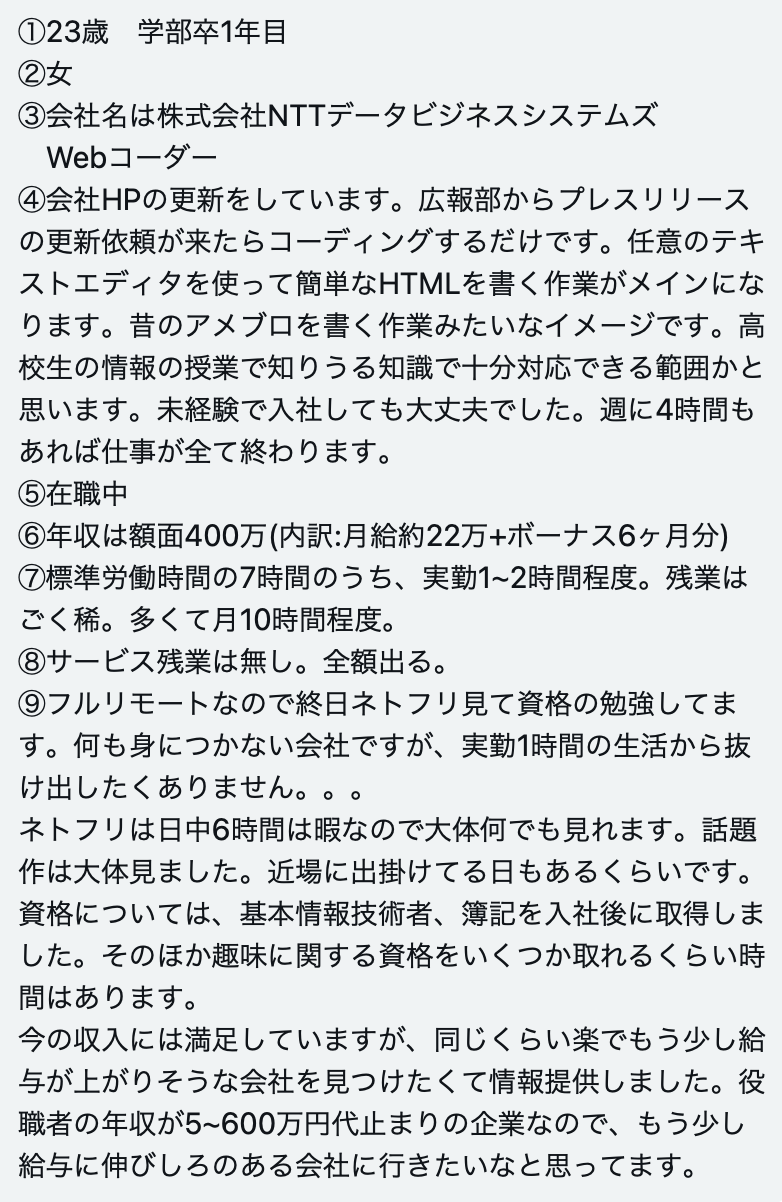 ①23歳　学部卒1年目
②女
③会社名は株式会社NTTデータビジネスシステムズ
　Webコーダー
④会社HPの更新をしています。広報部からプレスリリース
の更新依頼が来たらコーディングするだけです。任意のテキ
ストエディタを使って簡単なHTMLを書く作業がメインにな
ります。昔のアメブロを書く作業みたいなイメージです。高
校生の情報の授業で知りうる知識で十分対応できる範囲かと
思います。未経験で入社しても大丈夫でした。週に4時間も
あれば仕事が全て終わります。
⑤在職中
⑥年収は額面400万(内訳:月給約22万+ボーナス6ヶ月分)
⑦標準労働時間の7時間のうち、実勤1~2時間程度。残業は
ごく稀。多くて月10時間程度。
⑧サービス残業は無し。全額出る。
⑨フルリモートなので終日ネトフリ見て資格の勉強してま
す。何も身につかない会社ですが、実勤1時間の生活から抜
け出したくありません。。。
ネトフリは日中6時間は暇なので大体何でも見れます。話題
作は大体見ました。近場に出掛けてる日もあるくらいです。
資格については、基本情報技術者、簿記を入社後に取得しま
した。そのほか趣味に関する資格をいくつか取れるくらい時
間はあります。
今の収入には満足していますが、同じくらい楽でもう少し給
与が上がりそうな会社を見つけたくて情報提供しました。役
職者の年収が5~600万円代止まりの企業なので、もう少し
給与に伸びしろのある会社に行きたいなと思ってます。